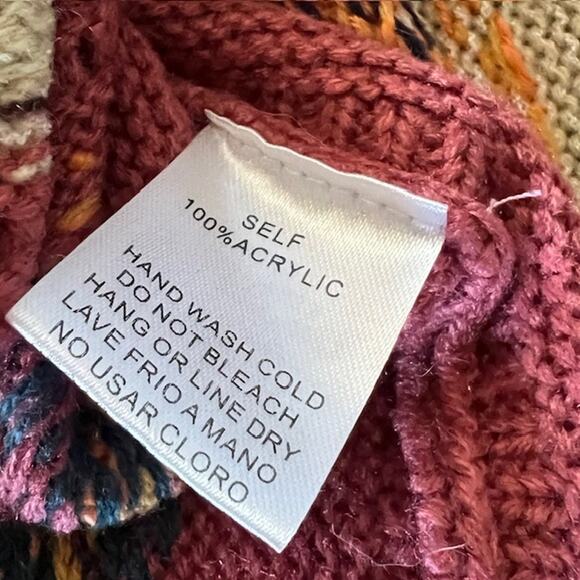 SELF
100%ACRYLIC
HAND WASH COLD
DO NOT BLEACH
HANG OR LINE DRY
LAVE FRIO A MANO
NO USAR CLORO